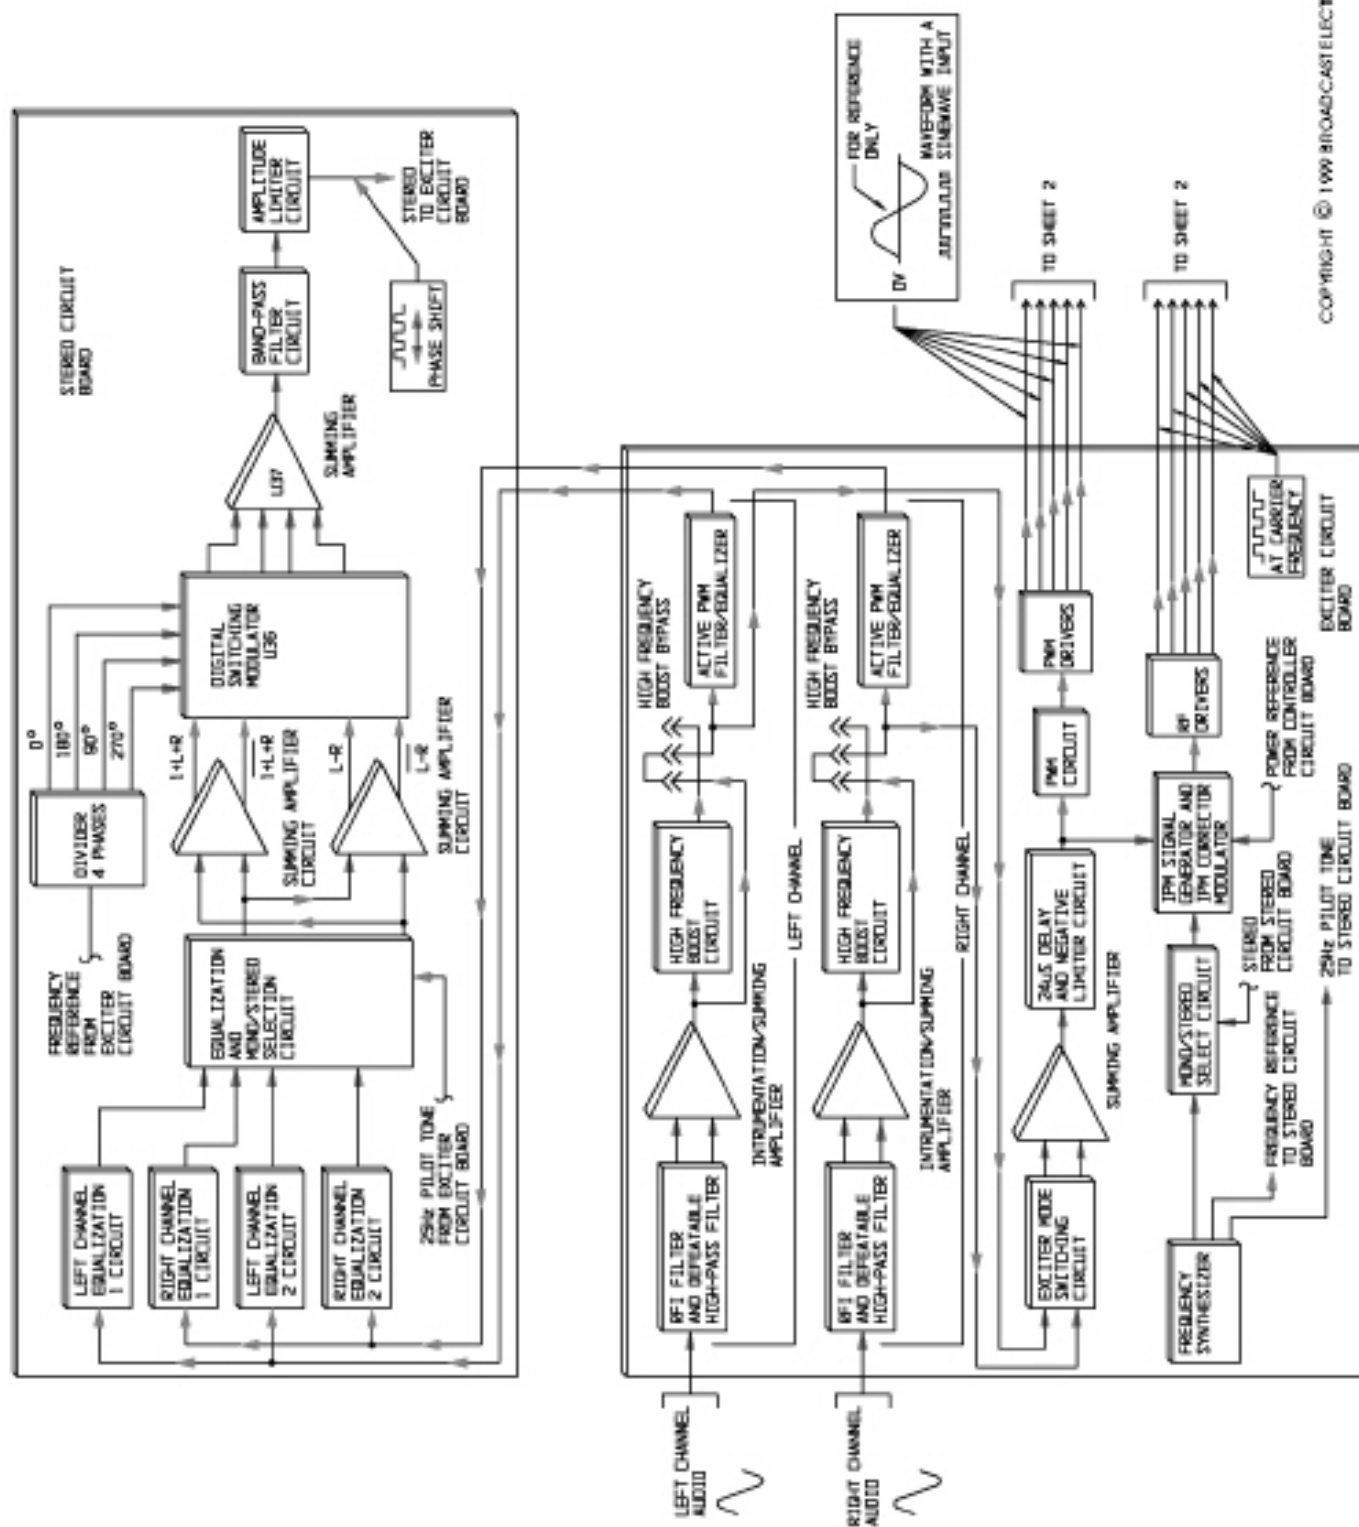 STEREO CIRCUIT
BOARD
FREQUENCY
REFERENCE
FROM
EXCITER
CIRCUIT BOARD
DIVIDER
4 PHASES
0°
180°
90°
270°
LEFT CHANNEL
EQUALIZATION
1 CIRCUIT
RIGHT CHANNEL
EQUALIZATION
1 CIRCUIT
LEFT CHANNEL
EQUALIZATION
2 CIRCUIT
RIGHT CHANNEL
EQUALIZATION
2 CIRCUIT
EQUALIZATION
AND
MONO/STEREO
SELECTION
CIRCUIT
25Hz PILOT TONE
FROM EXCITER
CIRCUIT BOARD
SUMMING AMPLIFIER
CIRCUIT
SUMMING AMPLIFIER
CIRCUIT
1+L+R
1+L+R
L-R
L-R
DIGITAL
SWITCHING
MODULATOR
U36
U37
SUMMING
AMPLIFIER
BAND-PASS
FILTER
CIRCUIT
AMPLITUDE
LIMITER
CIRCUIT
PHASE SHIFT
STEREO
TO EXCITER
CIRCUIT
BOARD
LEFT CHANNEL
AUDIO
RFI FILTER
AND DEFEATABLE
HIGH-PASS FILTER
INTRUMENTATION/SUMMING
AMPLIFIER
HIGH FREQUENCY
BOOST
CIRCUIT
HIGH FREQUENCY
BOOST BYPASS
ACTIVE PWM
FILTER/EQUALIZER
LEFT CHANNEL
RIGHT CHANNEL
AUDIO
RFI FILTER
AND DEFEATABLE
HIGH-PASS FILTER
INTRUMENTATION/SUMMING
AMPLIFIER
HIGH FREQUENCY
BOOST
CIRCUIT
HIGH FREQUENCY
BOOST BYPASS
ACTIVE PWM
FILTER/EQUALIZER
RIGHT CHANNEL
EXCITER MODE
SWITCHING
CIRCUIT
SUMMING AMPLIFIER
24uS DELAY
AND NEGATIVE
LIMITOR CIRCUIT
PWM
CIRCUIT
PWM
DRIVERS
TO SHEET 2
0V
FOR REFERENCE
ONLY
WAVEFORM WITH A
SINEWAVE INPUT
FREQUENCY
SYNTHESIZER
MONO/STEREO
SELECT CIRCUIT
IPM SIGNAL
GENERATOR AND
IPM CORRECTOR
MODULATOR
RF
DRIVERS
TO SHEET 2
AT CARRIER
FREQUENCY
FREQUENCY REFERENCE
TO STEREO CIRCUIT
BOARD
STEREO
FROM STEREO
CIRCUIT BOARD
POWER REFERENCE
FROM CONTROLLER
CIRCUIT BOARD
25Hz PILOT TONE
TO STEREO CIRCUIT BOARD
EXCITER CIRCUIT
BOARD
COPYRIGHT © 1999 BROADCAST ELECT